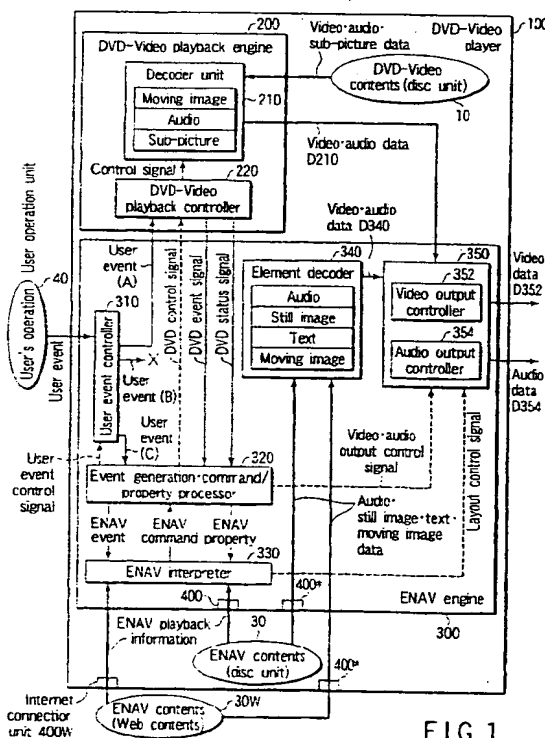 200
Video·audio·
sub-picture data
DVD-Video
player
100
DVD-Video playback engine
Decoder unit
Moving image
Audio
Sub-picture
210
DVD-Video
contents (disc unit)
10
Control signal
Video·audio data
D210
220
DVD-Video
playback controller
Video·audio
data D340
User operation unit
40
User's operation
User event
User
event
(A)
310
User event controller
X
User
event (B)
User
event
(C)
DVD control signal
DVD event signal
DVD status signal
340
Element decoder
Audio
Still image
Text
Moving image
350
352
Video output
controller
354
Audio output
controller
Video
data
D352
Audio
data
D354
User
event
control
signal
320
Event generation·command/
property processor
Video·audio
output control
signal
Layout control signal
ENAV
event
ENAV
command
ENAV
property
Audio·
still image·text·
moving image
data
330
ENAV interpreter
400
400*
ENAV engine
300
ENAV playback
information
30
ENAV contents
(disc unit)
400*
Internet
connection
unit 400W
ENAV contents
(Web contents)
30W
FIG. 1